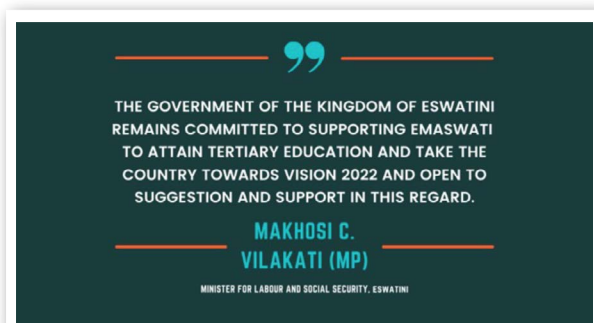 ”
THE GOVERNMENT OF THE KINGDOM OF ESWATINI
REMAINS COMMITTED TO SUPPORTING EMASWATI
TO ATTAIN TERTIARY EDUCATION AND TAKE THE
COUNTRY TOWARDS VISION 2022 AND OPEN TO
SUGGESTION AND SUPPORT IN THIS REGARD.
MAKHOSI C.
VILAKATI (MP)
MINISTER FOR LABOUR AND SOCIAL SECURITY, ESWATINI